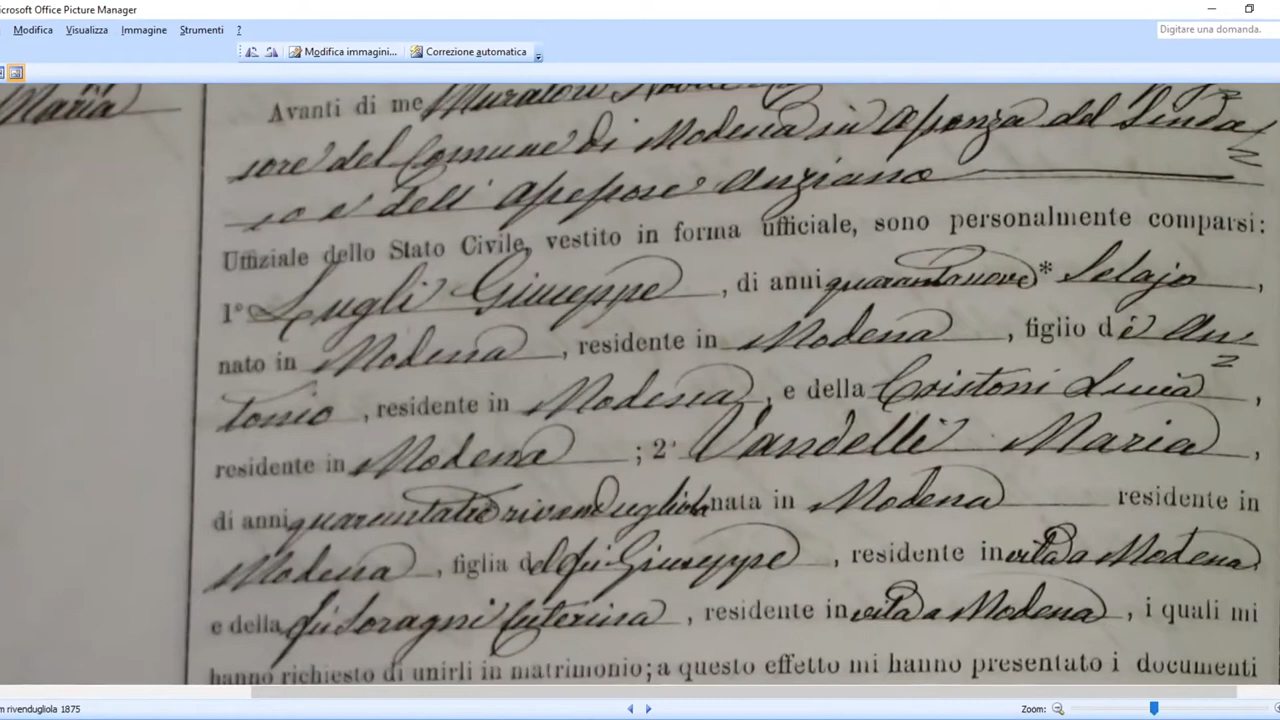 Microsoft Office Picture Manager
Modifica Visualizza Immagine Strumenti ?
Digitare una domanda.
Modifica immagini... Correzione automatica
Maria
Avanti di me Muratori
sore del Comune di Modena in assenza del Sinda
co e dell' assessore anziano
Uffiziale dello Stato Civile, vestito in forma ufficiale, sono personalmente comparsi:
1° Lugli Giuseppe, di anni quarantanove * Selajo,
nato in Modena, residente in Modena, figlio di An
tonio, residente in Modena, e della Cristoni Lucia,
residente in Modena; 2° Vandelli Maria,
di anni quarantatre rivendugliola nata in Modena residente in
Modena, figlia del fu Giuseppe, residente in vita a Modena,
e della fu Soragni Caterina, residente in vita a Modena, i quali mi
hanno richiesto di unirli in matrimonio; a questo effetto mi hanno presentato i documenti
m rivendugliola 1875
Zoom: